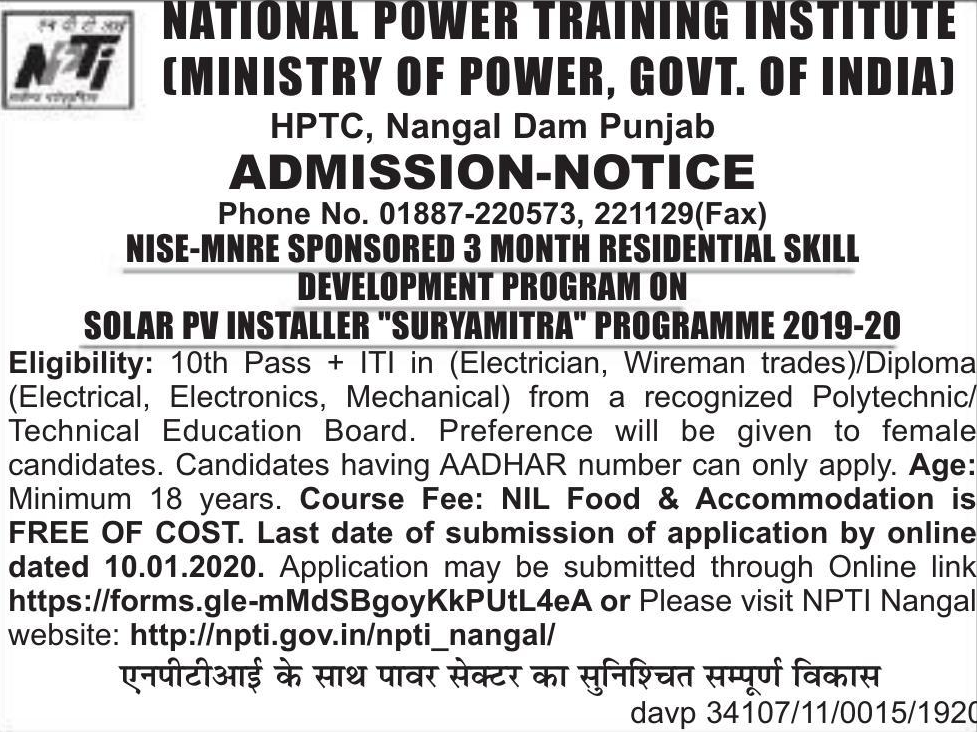 एन पी टी आई
NPTi
NATIONAL POWER TRAINING INSTITUTE
(MINISTRY OF POWER, GOVT. OF INDIA)
HPTC, Nangal Dam Punjab
ADMISSION-NOTICE
Phone No. 01887-220573, 221129(Fax)
NISE-MNRE SPONSORED 3 MONTH RESIDENTIAL SKILL
DEVELOPMENT PROGRAM ON
SOLAR PV INSTALLER "SURYAMITRA" PROGRAMME 2019-20
Eligibility: 10th Pass + ITI in (Electrician, Wireman trades)/Diploma
(Electrical, Electronics, Mechanical) from a recognized Polytechnic/
Technical Education Board. Preference will be given to female
candidates. Candidates having AADHAR number can only apply. Age:
Minimum 18 years. Course Fee: NIL Food & Accommodation is
FREE OF COST. Last date of submission of application by online
dated 10.01.2020. Application may be submitted through Online link
https://forms.gle-mMdSBgoyKkPUtL4eA or Please visit NPTI Nangal
website: http://npti.gov.in/npti_nangal/
एनपीटीआई के साथ पावर सेक्टर का सुनिश्चित सम्पूर्ण विकास
davp 34107/11/0015/1920